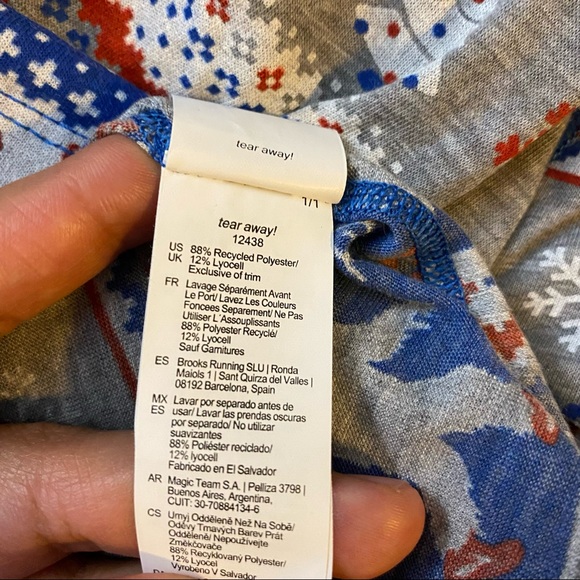 tear away!
1/1
tear away!
12438
US 88% Recycled Polyester/
UK 12% Lyocell
Exclusive of trim
FR Lavage Séparément Avant
Le Port/ Lavez Les Couleurs
Foncees Separement/ Ne Pas
Utiliser L'Assouplissants
88% Polyester Recyclé/
12% Lyocell
Sauf Garnitures
ES Brooks Running SLU | Ronda
Maiols 1 | Sant Quirza del Valles |
08192 Barcelona, Spain
MX Lavar por separado antes de
ES usar/ Lavar las prendas oscuras
por separado/ No utilizar
suavizantes
88% Poliéster reciclado/
12% lyocell
Fabricado en El Salvador
AR Magic Team S.A. | Pelliza 3798 |
Buenos Aires, Argentina,
CUIT: 30-70884134-6
CS Umyj Odděleně Než Na Sobě/
Oděvy Tmavých Barev Prát
Odděleně/ Nepoužívejte
Změkčovače
88% Recyklovaný Polyester/
12% Lyocel
Vyrobeno V Salvador